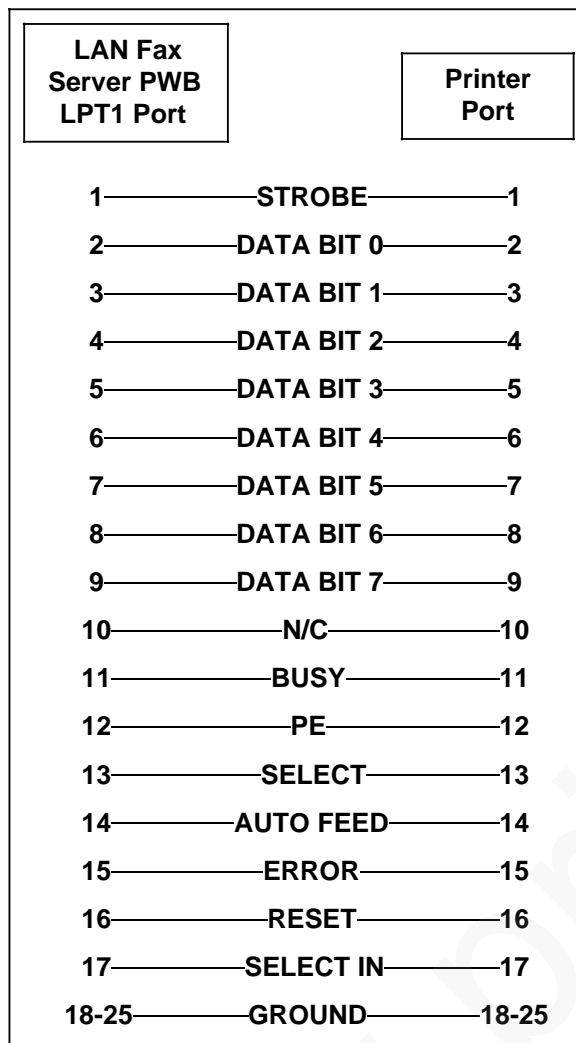 LAN Fax
Server PWB
LPT1 Port
Printer
Port
1 STROBE 1
2 DATA BIT 0 2
3 DATA BIT 1 3
4 DATA BIT 2 4
5 DATA BIT 3 5
6 DATA BIT 4 6
7 DATA BIT 5 7
8 DATA BIT 6 8
9 DATA BIT 7 9
10 N/C 10
11 BUSY 11
12 PE 12
13 SELECT 13
14 AUTO FEED 14
15 ERROR 15
16 RESET 16
17 SELECT IN 17
18-25 GROUND 18-25